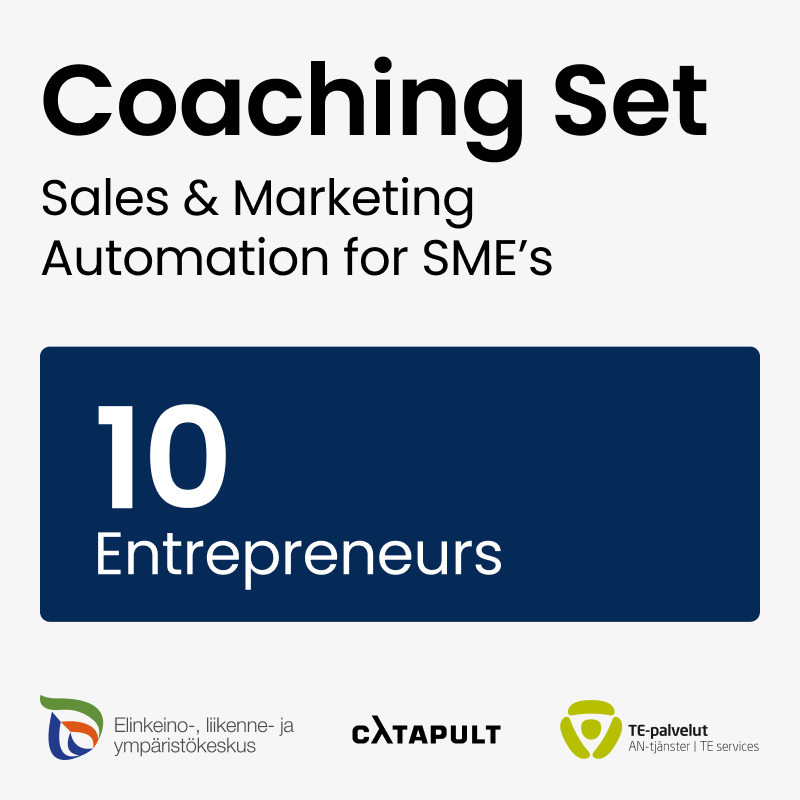 Coaching Set
Sales & Marketing
Automation for SME’s
10
Entrepreneurs
Elinkeino-, liikenne- ja
ympäristökeskus
CATAPULT
TE-palvelut
AN-tjänster | TE services